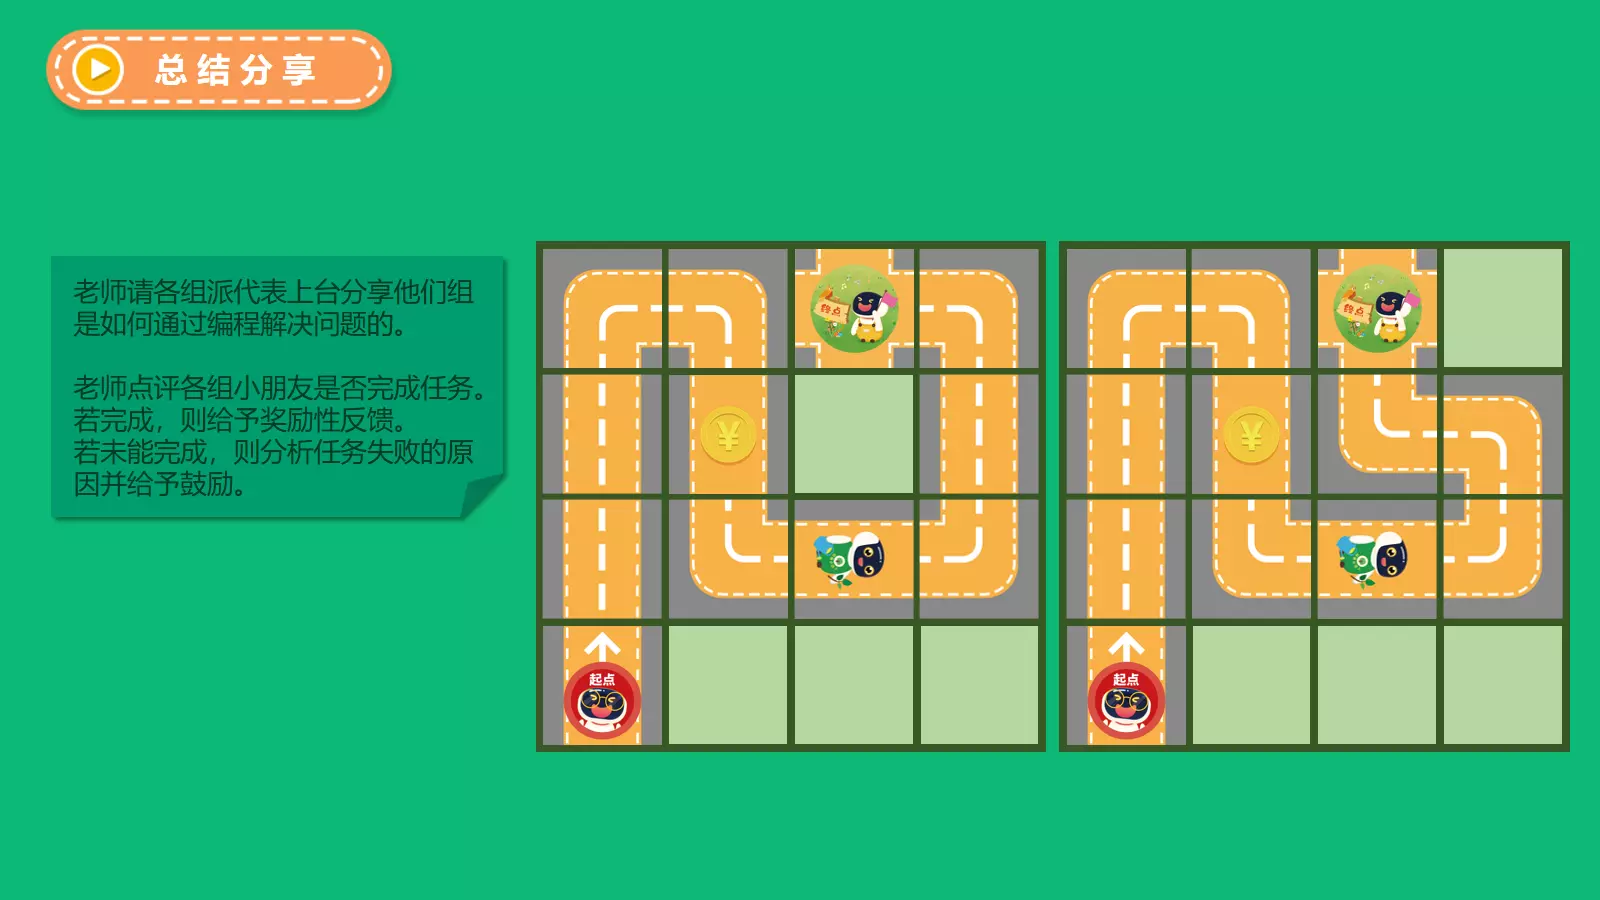 总结分享
老师请各组派代表上台分享他们组
是如何通过编程解决问题的。
老师点评各组小朋友是否完成任务。
若完成，则给予奖励性反馈。
若未能完成，则分析任务失败的原
因并给予鼓励。
终点
终点
¥
¥
起点
起点